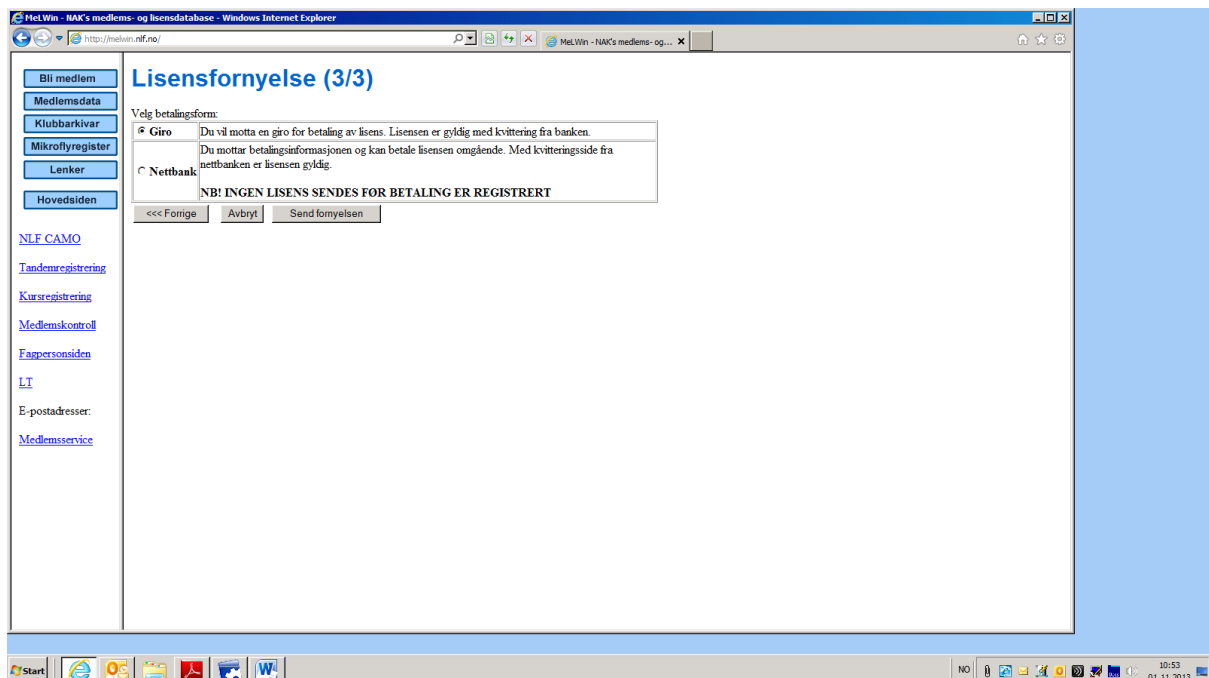 MeLWin - NAK's medlems- og lisensdatabase - Windows Internet Explorer
http://melwin.nlf.no/
MeLWin - NAK's medlems- og...
Bli medlem
Medlemsdata
Klubbarkivar
Mikroflyregister
Lenker
Hovedsiden
NLF CAMO
Tandemregistrering
Kursregistrering
Medlemskontroll
Fagpersonsiden
LT
E-postadresser:
Medlemsservice
Lisensfornyelse (3/3)
Velg betalingsform:
Giro Du vil motta en giro for betaling av lisens. Lisensen er gyldig med kvittering fra banken.
Du mottar betalingsinformasjonen og kan betale lisensen omgående. Med kvitteringsside fra
Nettbank nettbanken er lisensen gyldig.
NB! INGEN LISENS SENDES FØR BETALING ER REGISTRERT
<<< Forrige Avbryt Send fornyelsen
Start
NO
10:53
01.11.2013